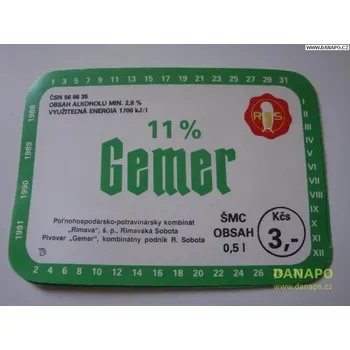 WWW.DANAPO.CZ
1 3 5 7 9 11 13 15 17 19 21 23 25 27 29 31
ČSN 56 66 35
OBSAH ALKOHOLU MIN. 2,8 %
VYUŽITEĽNÁ ENERGIA 1700 kJ/l
R S
11 %
Gemer
1988
1989
1990
1991
I
II
III
IV
V
VI
VII
VIII
IX
X
XI
XII
Poľnohospodársko-potravinársky kombinát
„Rimava", š. p., Rimavská Sobota
Pivovar „Gemer", kombinátny podnik R. Sobota
ŠMC
OBSAH
0,5 l
Kčs
3,-
2 4 6 8 10 12 14 16 18 20 22 24 26
DANAPO
www.danapo.cz